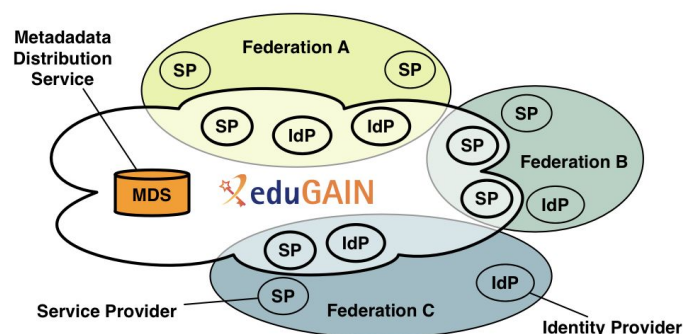 Metadadata
Distribution
Service
Federation A
SP
SP
SP
IdP
IdP
SP
SP
Federation B
SP
IdP
MDS
eduGAIN
SP
IdP
SP
IdP
Federation C
Service Provider
Identity Provider